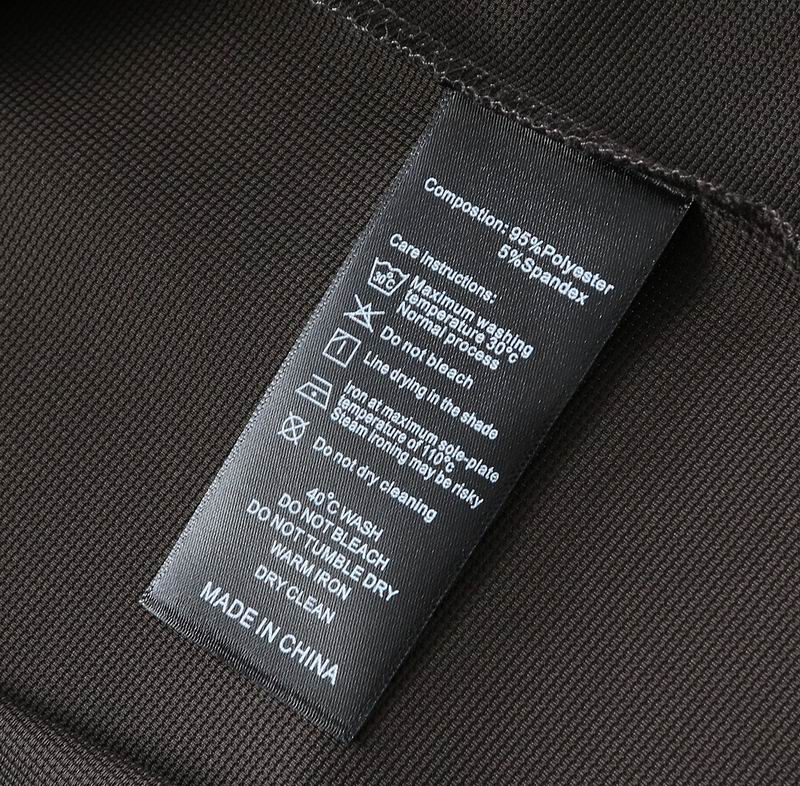 Compostion: 95%Polyester
5%Spandex
Care instructions:
30°C
Maximum washing
temperature 30°C
Normal process
Do not bleach
Line drying in the shade
Iron at maximum sole-plate
temperature of 110°C
Steam ironing may be risky
Do not dry cleaning
40°C WASH
DO NOT BLEACH
DO NOT TUMBLE DRY
WARM IRON
DRY CLEAN
MADE IN CHINA